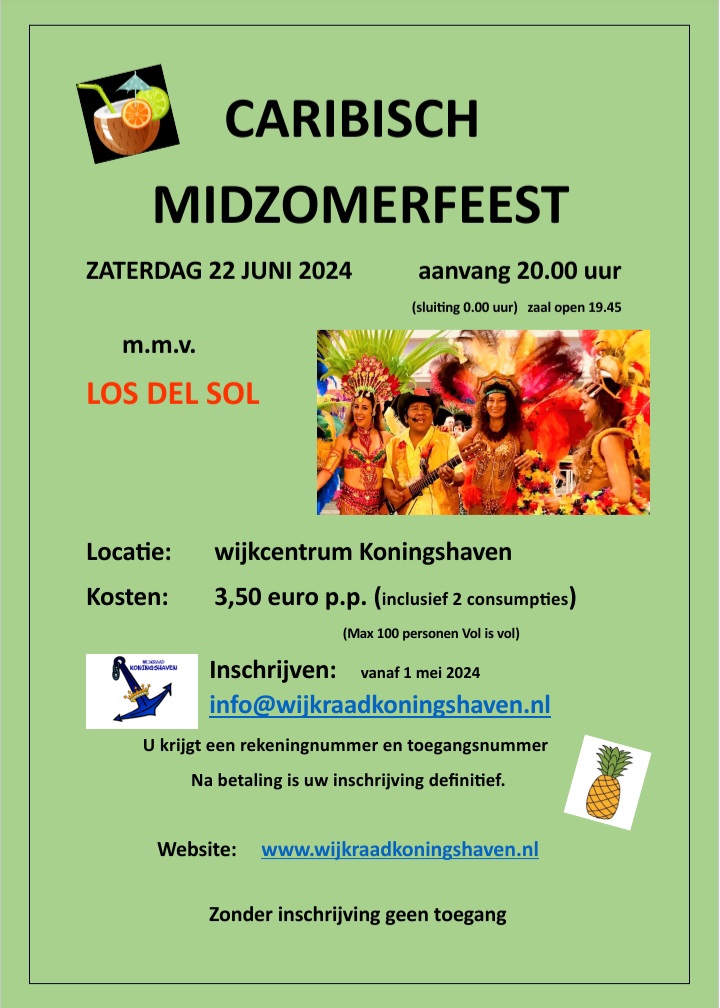 CARIBISCH
MIDZOMERFEEST
ZATERDAG 22 JUNI 2024 aanvang 20.00 uur
(sluiting 0.00 uur) zaal open 19.45
m.m.v.
LOS DEL SOL
Locatie: wijkcentrum Koningshaven
Kosten: 3,50 euro p.p. (inclusief 2 consumpties)
(Max 100 personen Vol is vol)
WIJKRAAD
KONINGSHAVEN
Inschrijven: vanaf 1 mei 2024
info@wijkraadkoningshaven.nl
U krijgt een rekeningnummer en toegangsnummer
Na betaling is uw inschrijving definitief.
Website: www.wijkraadkoningshaven.nl
Zonder inschrijving geen toegang